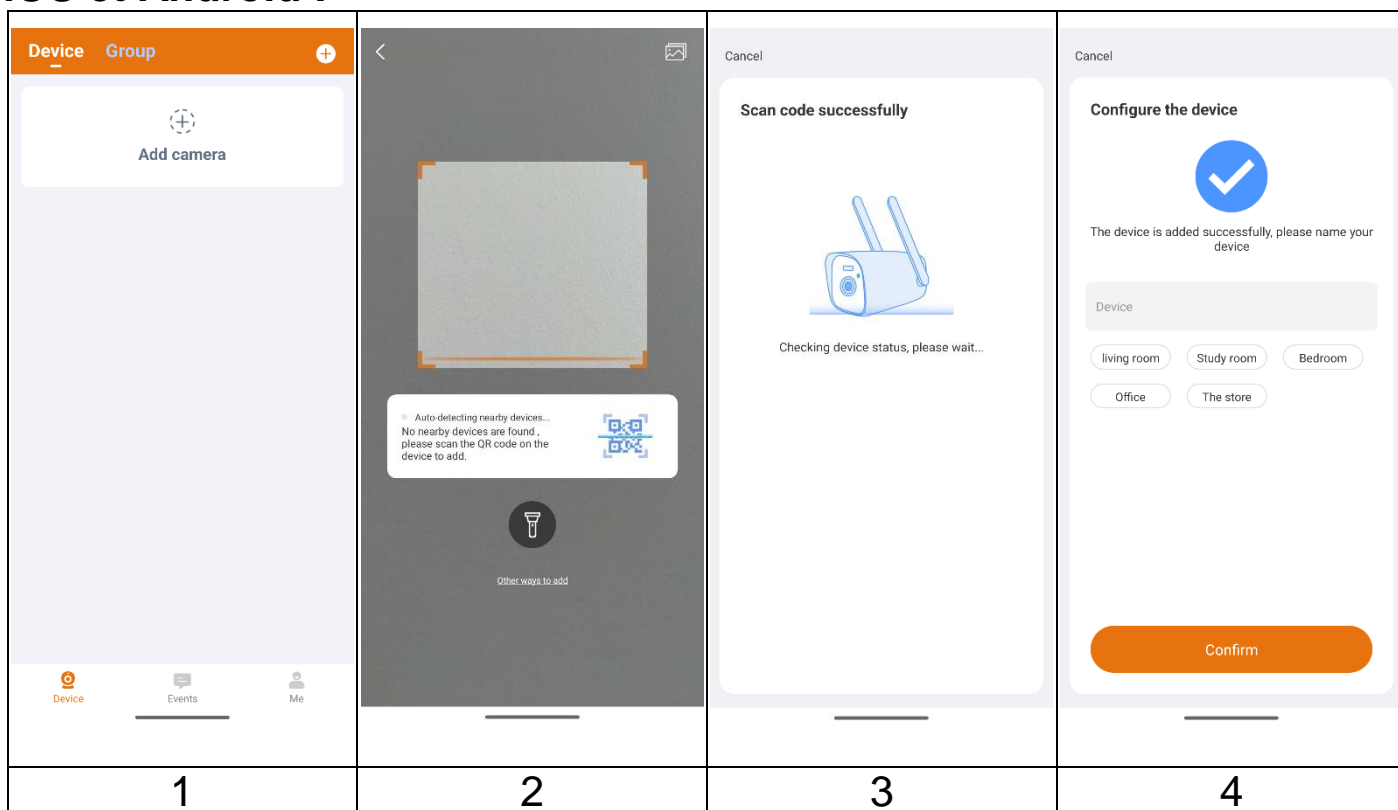 Device Group
Add camera
Device Events Me
1
Auto-detecting nearby devices...
No nearby devices are found ,
please scan the QR code on the
device to add.
Other ways to add
2
Cancel
Scan code successfully
Checking device status, please wait...
3
Cancel
Configure the device
The device is added successfully, please name your
device
Device
living room Study room Bedroom
Office The store
Confirm
4